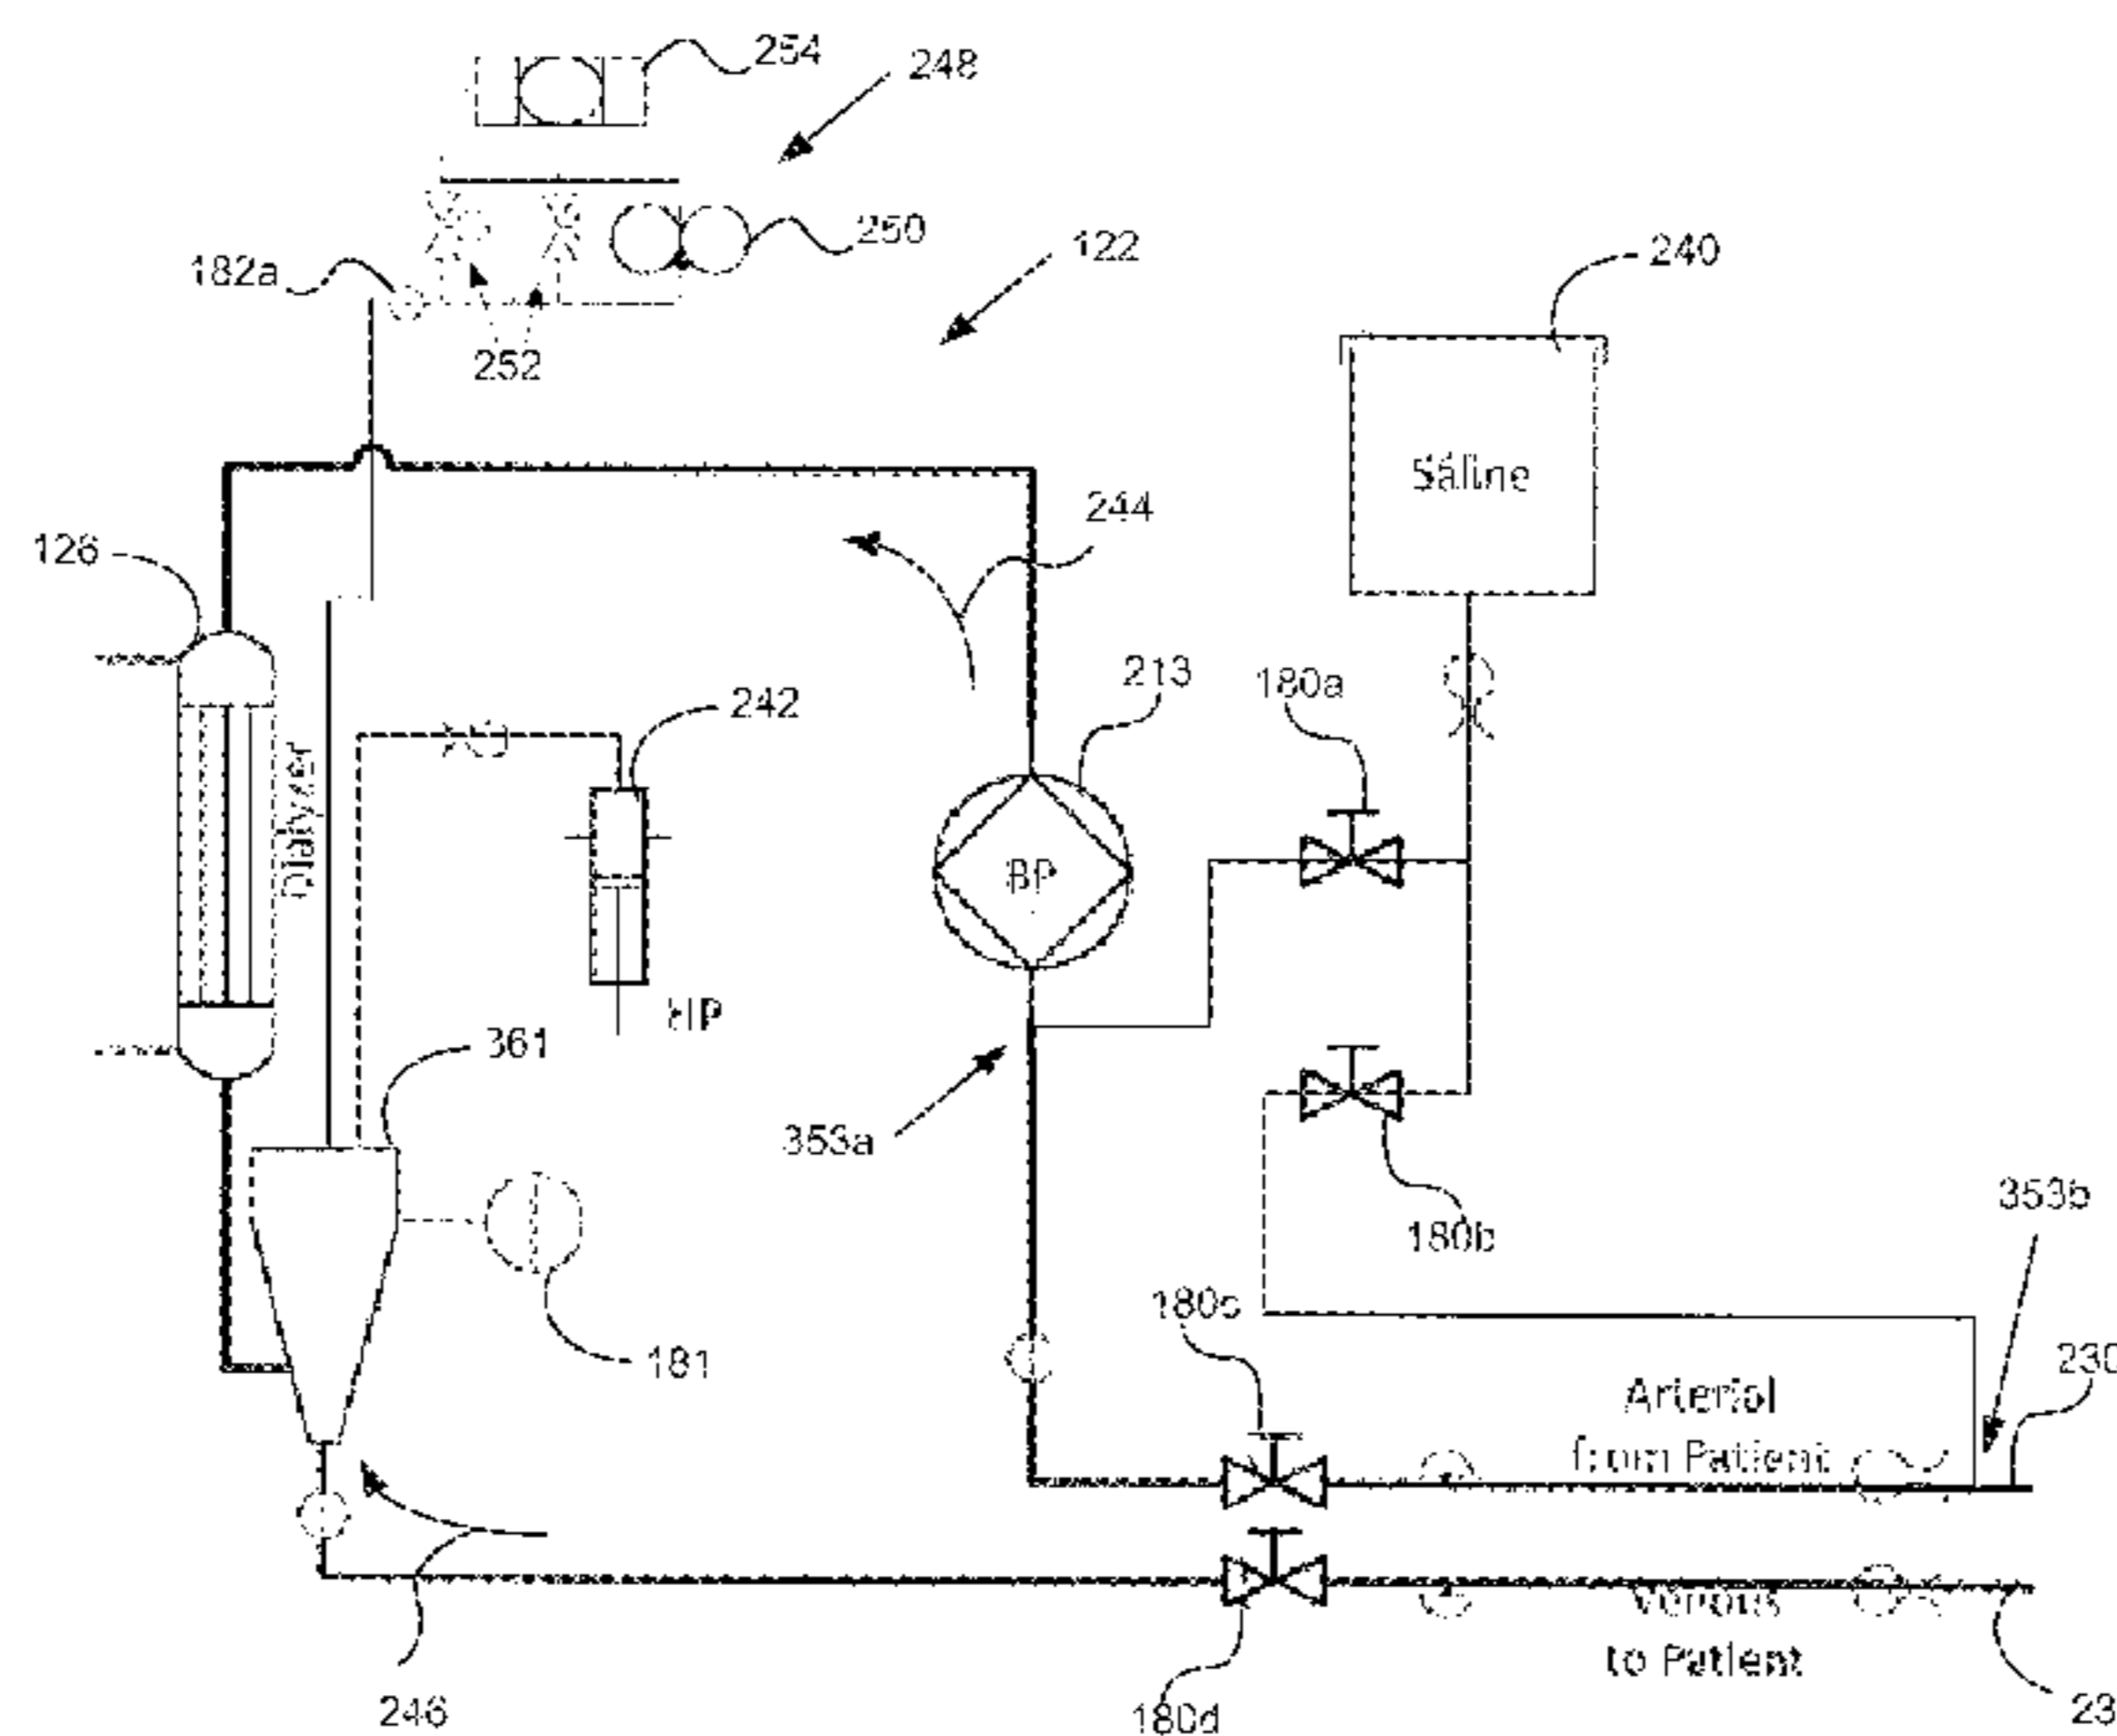 254
248
250
122
182a
240
252
Saline
244
126
213
180a
242
Dialyzer
BP
HP
361
353a
353b
180b
180c
181
230
Arterial
from Patient
Venous
to Patient
246
180d
23